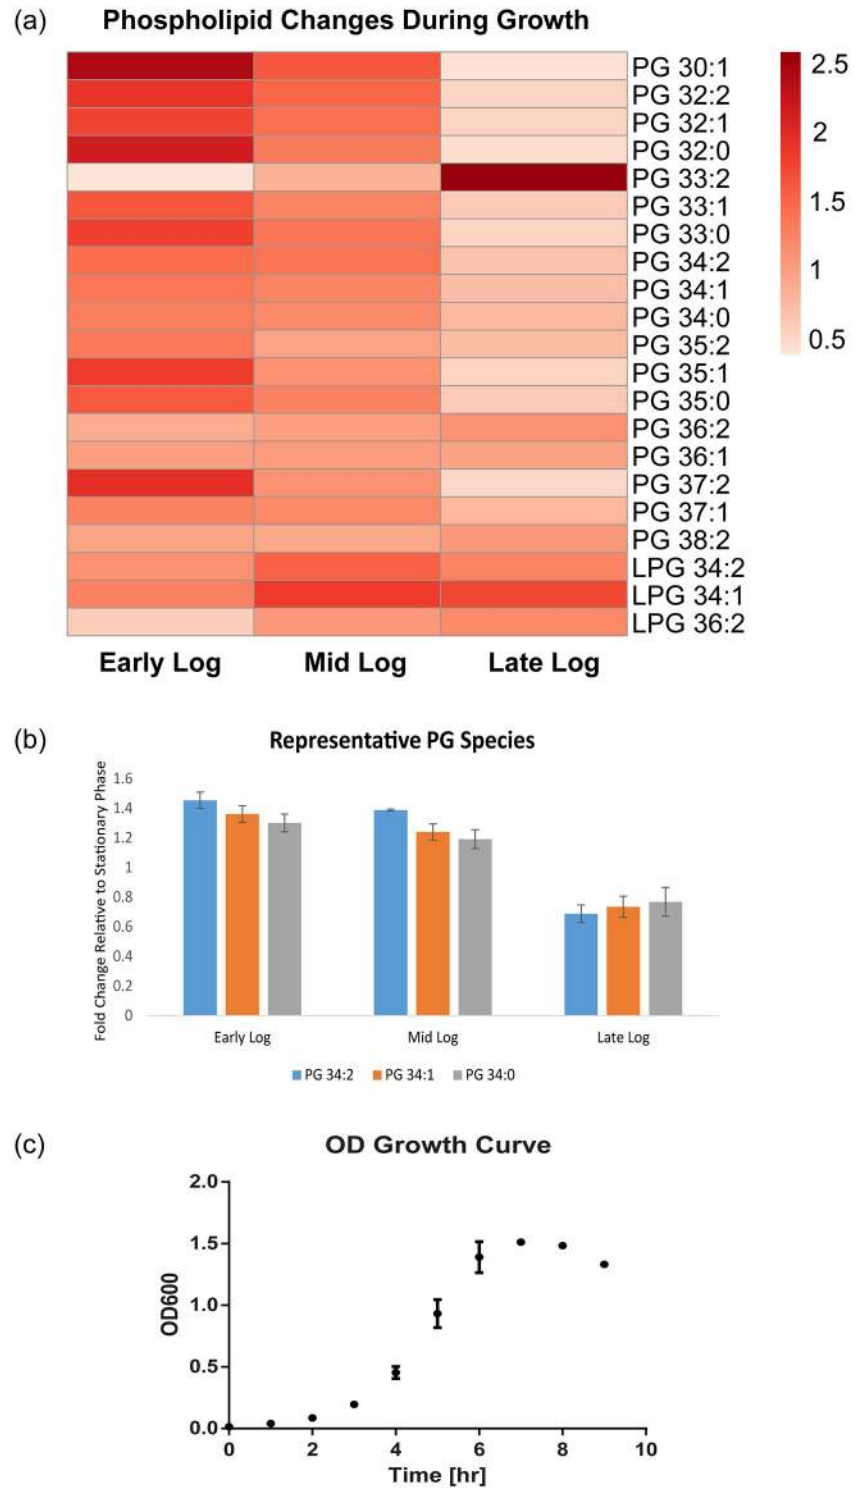 (a) Phospholipid Changes During Growth
PG 30:1
PG 32:2
PG 32:1
PG 32:0
PG 33:2
PG 33:1
PG 33:0
PG 34:2
PG 34:1
PG 34:0
PG 35:2
PG 35:1
PG 35:0
PG 36:2
PG 36:1
PG 37:2
PG 37:1
PG 38:2
LPG 34:2
LPG 34:1
LPG 36:2
2.5
2
1.5
1
0.5
Early Log Mid Log Late Log
(b) Representative PG Species
Fold Change Relative to Stationary Phase
1.6
1.4
1.2
1
0.8
0.6
0.4
0.2
0
Early Log Mid Log Late Log
PG 34:2 PG 34:1 PG 34:0
(c) OD Growth Curve
OD600
2.0
1.5
1.0
0.5
0.0
0 2 4 6 8 10
Time [hr]